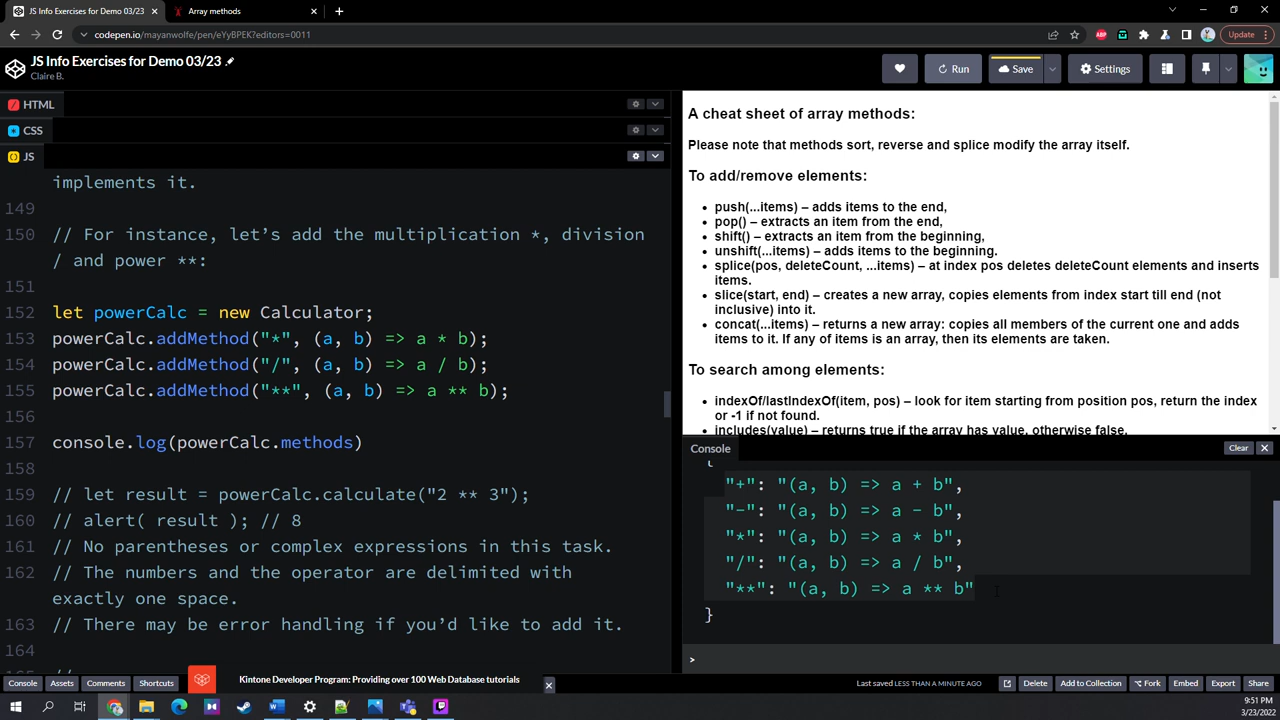 JS Info Exercises for Demo 03/23
Array methods
codepen.io/mayanwolfe/pen/eYyBPEK?editors=0011
ABP
Update
JS Info Exercises for Demo 03/23
Claire B.
Run
Save
Settings
HTML
CSS
JS
implements it.
149
150 // For instance, let’s add the multiplication *, division
/ and power **:
151
152 let powerCalc = new Calculator;
153 powerCalc.addMethod("*", (a, b) => a * b);
154 powerCalc.addMethod("/", (a, b) => a / b);
155 powerCalc.addMethod("**", (a, b) => a ** b);
156
157 console.log(powerCalc.methods)
158
159 // let result = powerCalc.calculate("2 ** 3");
160 // alert( result ); // 8
161 // No parentheses or complex expressions in this task.
162 // The numbers and the operator are delimited with
exactly one space.
163 // There may be error handling if you’d like to add it.
164
A cheat sheet of array methods:
Please note that methods sort, reverse and splice modify the array itself.
To add/remove elements:
• push(...items) – adds items to the end,
• pop() – extracts an item from the end,
• shift() – extracts an item from the beginning,
• unshift(...items) – adds items to the beginning.
• splice(pos, deleteCount, ...items) – at index pos deletes deleteCount elements and inserts
items.
• slice(start, end) – creates a new array, copies elements from index start till end (not
inclusive) into it.
• concat(...items) – returns a new array: copies all members of the current one and adds
items to it. If any of items is an array, then its elements are taken.
To search among elements:
• indexOf/lastIndexOf(item, pos) – look for item starting from position pos, return the index
or -1 if not found.
• includes(value) – returns true if the array has value, otherwise false.
Console
Clear
{
"+": "(a, b) => a + b",
"-": "(a, b) => a - b",
"*": "(a, b) => a * b",
"/": "(a, b) => a / b",
"**": "(a, b) => a ** b"
}
>
Console
Assets
Comments
Shortcuts
Kintone Developer Program: Providing over 100 Web Database tutorials
Last saved LESS THAN A MINUTE AGO
Delete
Add to Collection
Fork
Embed
Export
Share
9:51 PM
3/23/2022